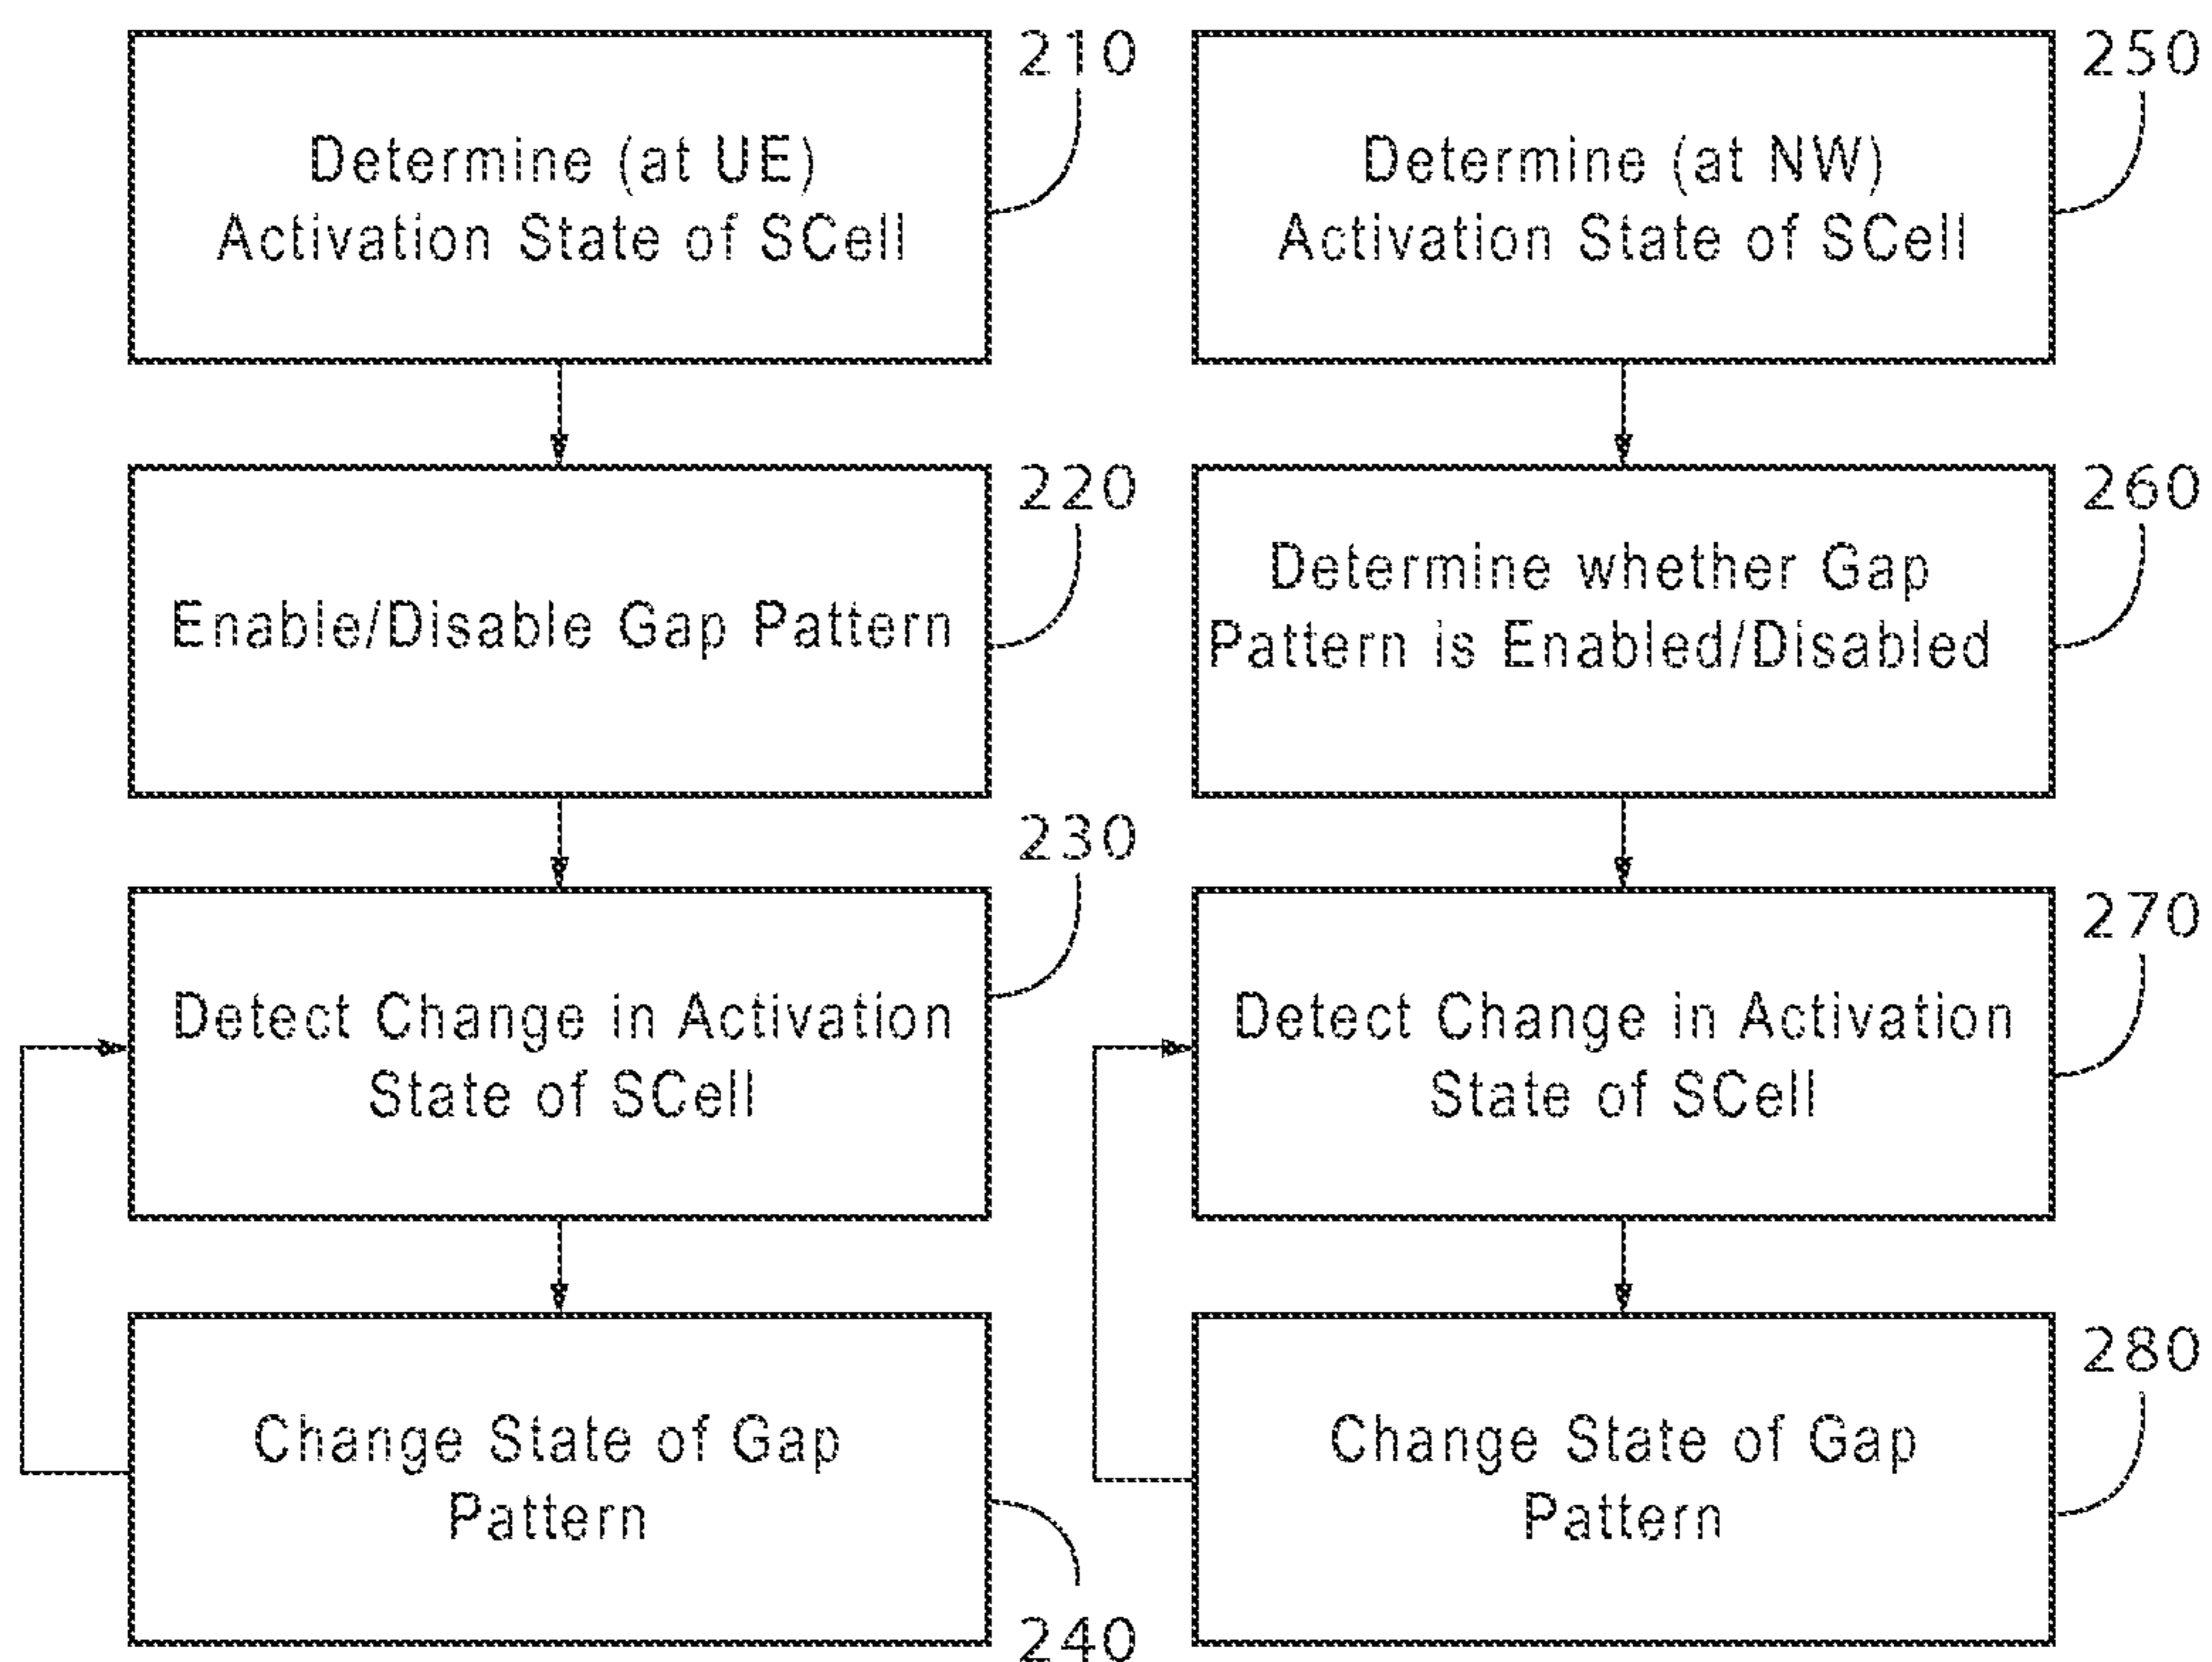 210
Determine (at UE)
Activation State of SCell
220
Enable/Disable Gap Pattern
230
Detect Change in Activation
State of SCell
Change State of Gap
Pattern
240
250
Determine (at NW)
Activation State of SCell
260
Determine whether Gap
Pattern is Enabled/Disabled
270
Detect Change in Activation
State of SCell
280
Change State of Gap
Pattern